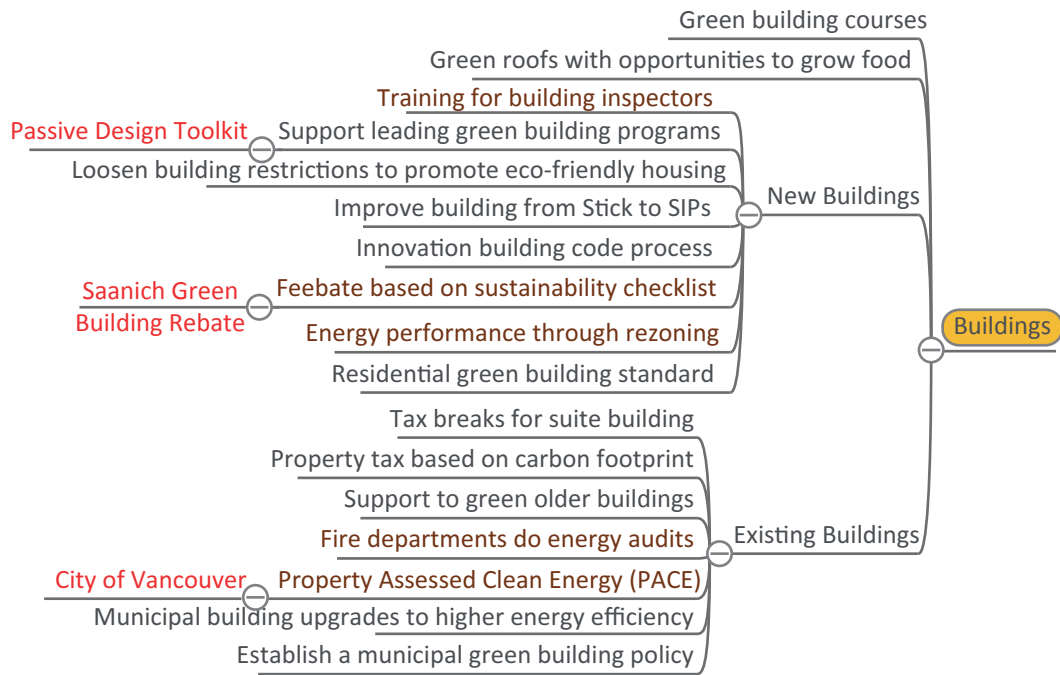 Green building courses
Green roofs with opportunities to grow food
Training for building inspectors
Passive Design Toolkit
Support leading green building programs
Loosen building restrictions to promote eco-friendly housing
Improve building from Stick to SIPs
New Buildings
Innovation building code process
Saanich Green
Building Rebate
Feebate based on sustainability checklist
Energy performance through rezoning
Buildings
Residential green building standard
Tax breaks for suite building
Property tax based on carbon footprint
Support to green older buildings
Fire departments do energy audits
Existing Buildings
City of Vancouver
Property Assessed Clean Energy (PACE)
Municipal building upgrades to higher energy efficiency
Establish a municipal green building policy